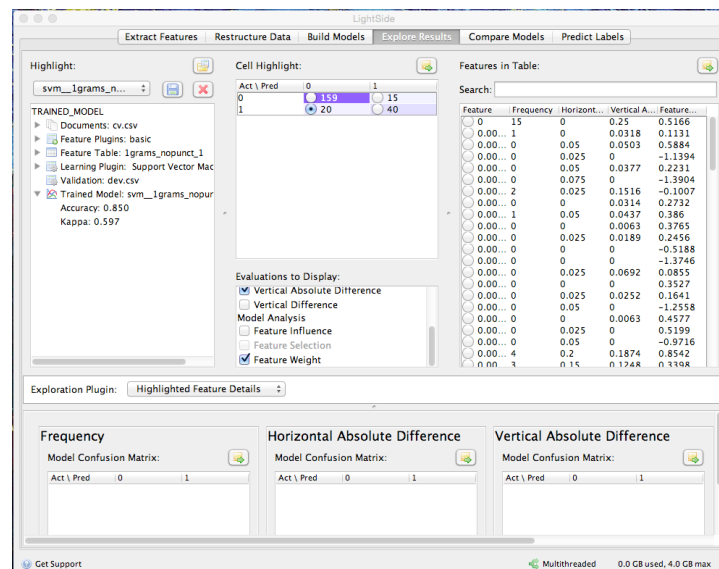 LightSide
Extract Features Restructure Data Build Models Explore Results Compare Models Predict Labels
Highlight:
svm__1grams_n...
TRAINED_MODEL
Documents: cv.csv
Feature Plugins: basic
Feature Table: 1grams_nopunct_1
Learning Plugin: Support Vector Mac
Validation: dev.csv
Trained Model: svm__1grams_nopur
Accuracy: 0.850
Kappa: 0.597
Cell Highlight:
Act \ Pred 0 1
0 159 15
1 20 40
Evaluations to Display:
Vertical Absolute Difference
Vertical Difference
Model Analysis
Feature Influence
Feature Selection
Feature Weight
Features in Table:
Search:
Feature Frequency Horizont... Vertical A... Feature...
0 15 0 0.25 0.5166
0.00... 1 0 0.0318 0.1131
0.00... 0 0.05 0.0503 0.5884
0.00... 0 0.025 0 -1.1394
0.00... 0 0.05 0.0377 0.2231
0.00... 0 0.075 0 -1.3904
0.00... 2 0.025 0.1516 -0.1007
0.00... 0 0 0.0314 0.2732
0.00... 1 0.05 0.0437 0.386
0.00... 0 0 0.0063 0.3765
0.00... 0 0.025 0.0189 0.2456
0.00... 0 0 0 -0.5188
0.00... 0 0 0 -1.3746
0.00... 0 0.025 0.0692 0.0855
0.00... 0 0 0 0.3527
0.00... 0 0.025 0.0252 0.1641
0.00... 0 0.05 0 -1.2558
0.00... 0 0 0.0063 0.4577
0.00... 0 0.025 0 0.5199
0.00... 0 0.05 0 -0.9716
0.00... 4 0.2 0.1874 0.8542
0.00... 3 0.15 0.1248 0.3398
Exploration Plugin: Highlighted Feature Details
Frequency
Model Confusion Matrix:
Act \ Pred 0 1
Horizontal Absolute Difference
Model Confusion Matrix:
Act \ Pred 0 1
Vertical Absolute Difference
Model Confusion Matrix:
Act \ Pred 0 1
Get Support
Multithreaded 0.0 GB used, 4.0 GB max